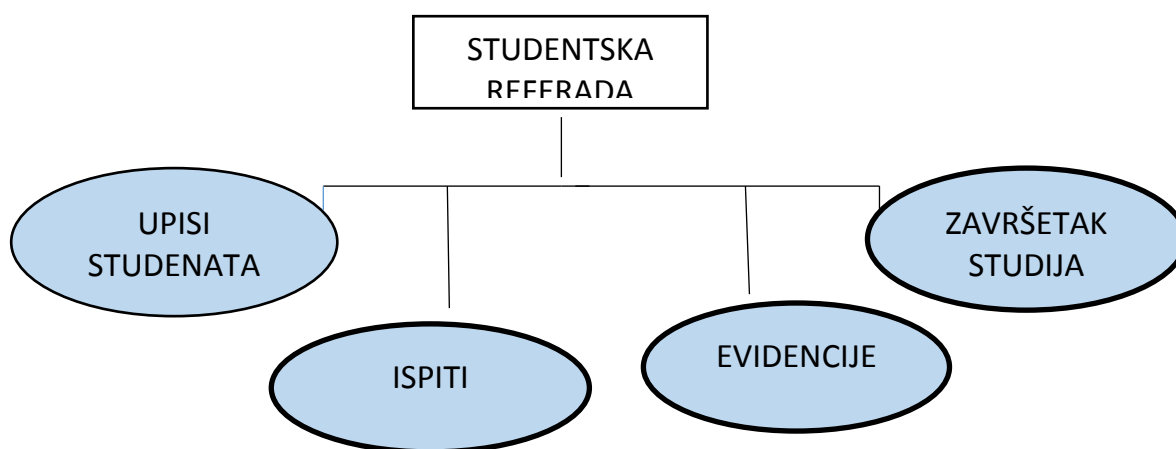 STUDENTSKA
REFERADA
UPISI
STUDENATA
ZAVRŠETAK
STUDIJA
ISPITI
EVIDENCIJE